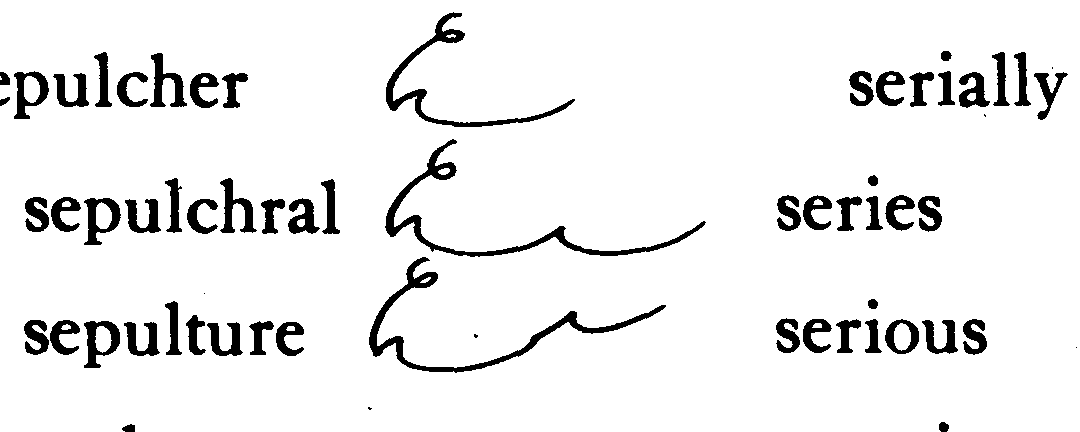 epulcher serially
sepulchral series
sepulture serious